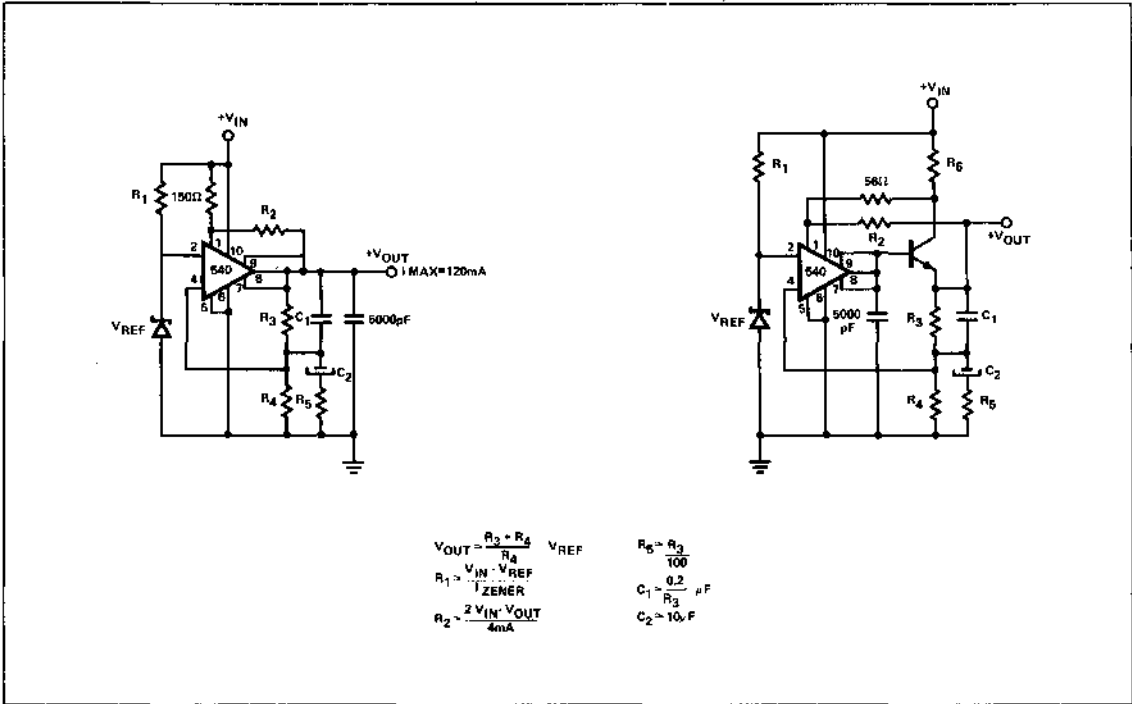 +VIN
R1
150Ω
R2
2
1
10
540
9
8
4
7
5
6
+VOUT
I MAX=120mA
VREF
R3
C1
5000pF
C2
R4
R5
+VIN
R1
R6
56Ω
R2
+VOUT
2
1
10
540
9
8
4
7
5
6
VREF
5000
pF
R3
C1
C2
R4
R5
VOUT = R3 + R4 / R4 VREF
R1 = VIN - VREF / IZENER
R2 = 2 VIN - VOUT / 4mA
R5 = R3 / 100
C1 = 0.2 / R3 µF
C2 = 10µF